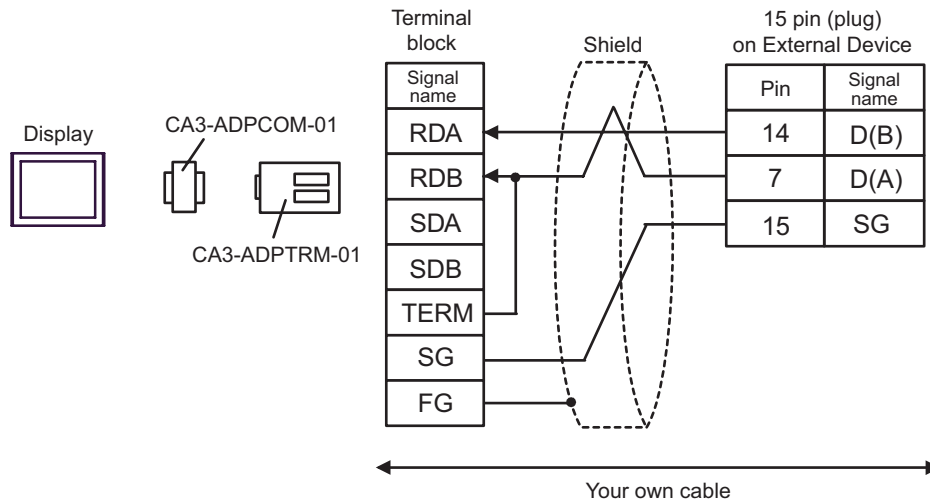 Terminal
block
Shield
15 pin (plug)
on External Device
Display
CA3-ADPCOM-01
CA3-ADPTRM-01
Signal
name
RDA
RDB
SDA
SDB
TERM
SG
FG
Pin
Signal
name
14
D(B)
7
D(A)
15
SG
Your own cable